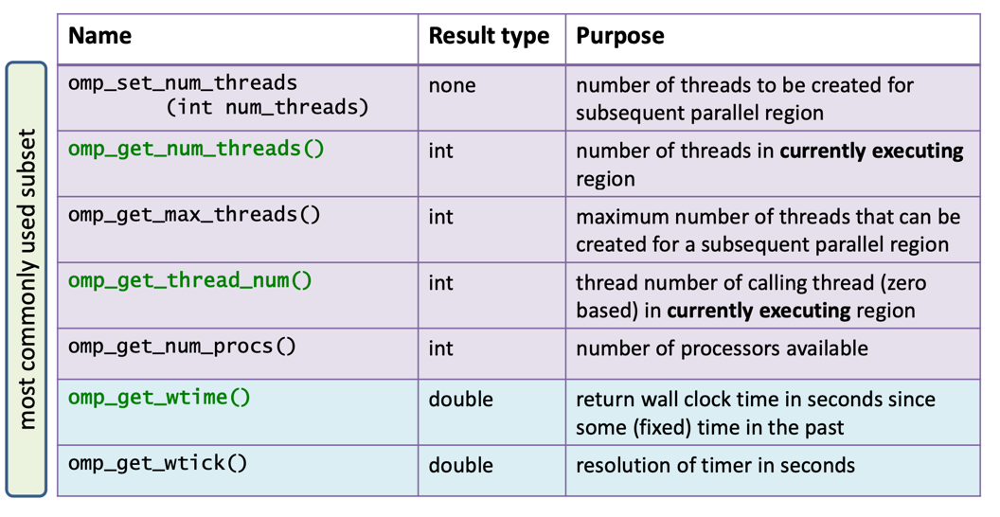 Name Result type Purpose
most commonly used subset
omp_set_num_threads
(int num_threads)
none
number of threads to be created for
subsequent parallel region
omp_get_num_threads()
int
number of threads in currently executing
region
omp_get_max_threads()
int
maximum number of threads that can be
created for a subsequent parallel region
omp_get_thread_num()
int
thread number of calling thread (zero
based) in currently executing region
omp_get_num_procs()
int
number of processors available
omp_get_wtime()
double
return wall clock time in seconds since
some (fixed) time in the past
omp_get_wtick()
double
resolution of timer in seconds